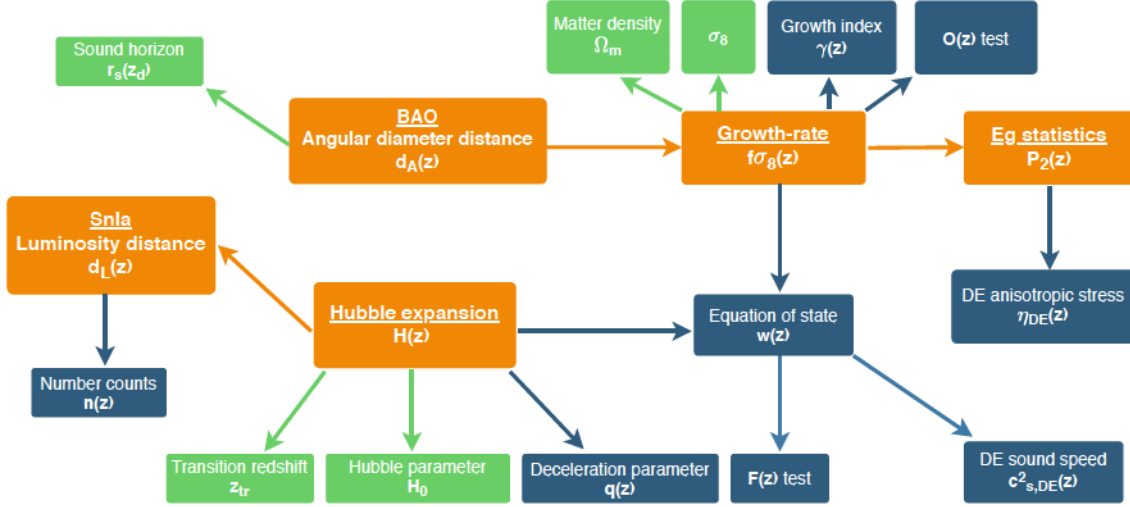 Matter density
Ωm
σ8
Growth index
γ(z)
O(z) test
Sound horizon
rs(zd)
BAO
Angular diameter distance
dA(z)
Growth-rate
fσ8(z)
Eg statistics
P2(z)
SnIa
Luminosity distance
dL(z)
Hubble expansion
H(z)
Equation of state
w(z)
DE anisotropic stress
ηDE(z)
Number counts
n(z)
Transition redshift
ztr
Hubble parameter
H0
Deceleration parameter
q(z)
F(z) test
DE sound speed
c²s,DE(z)